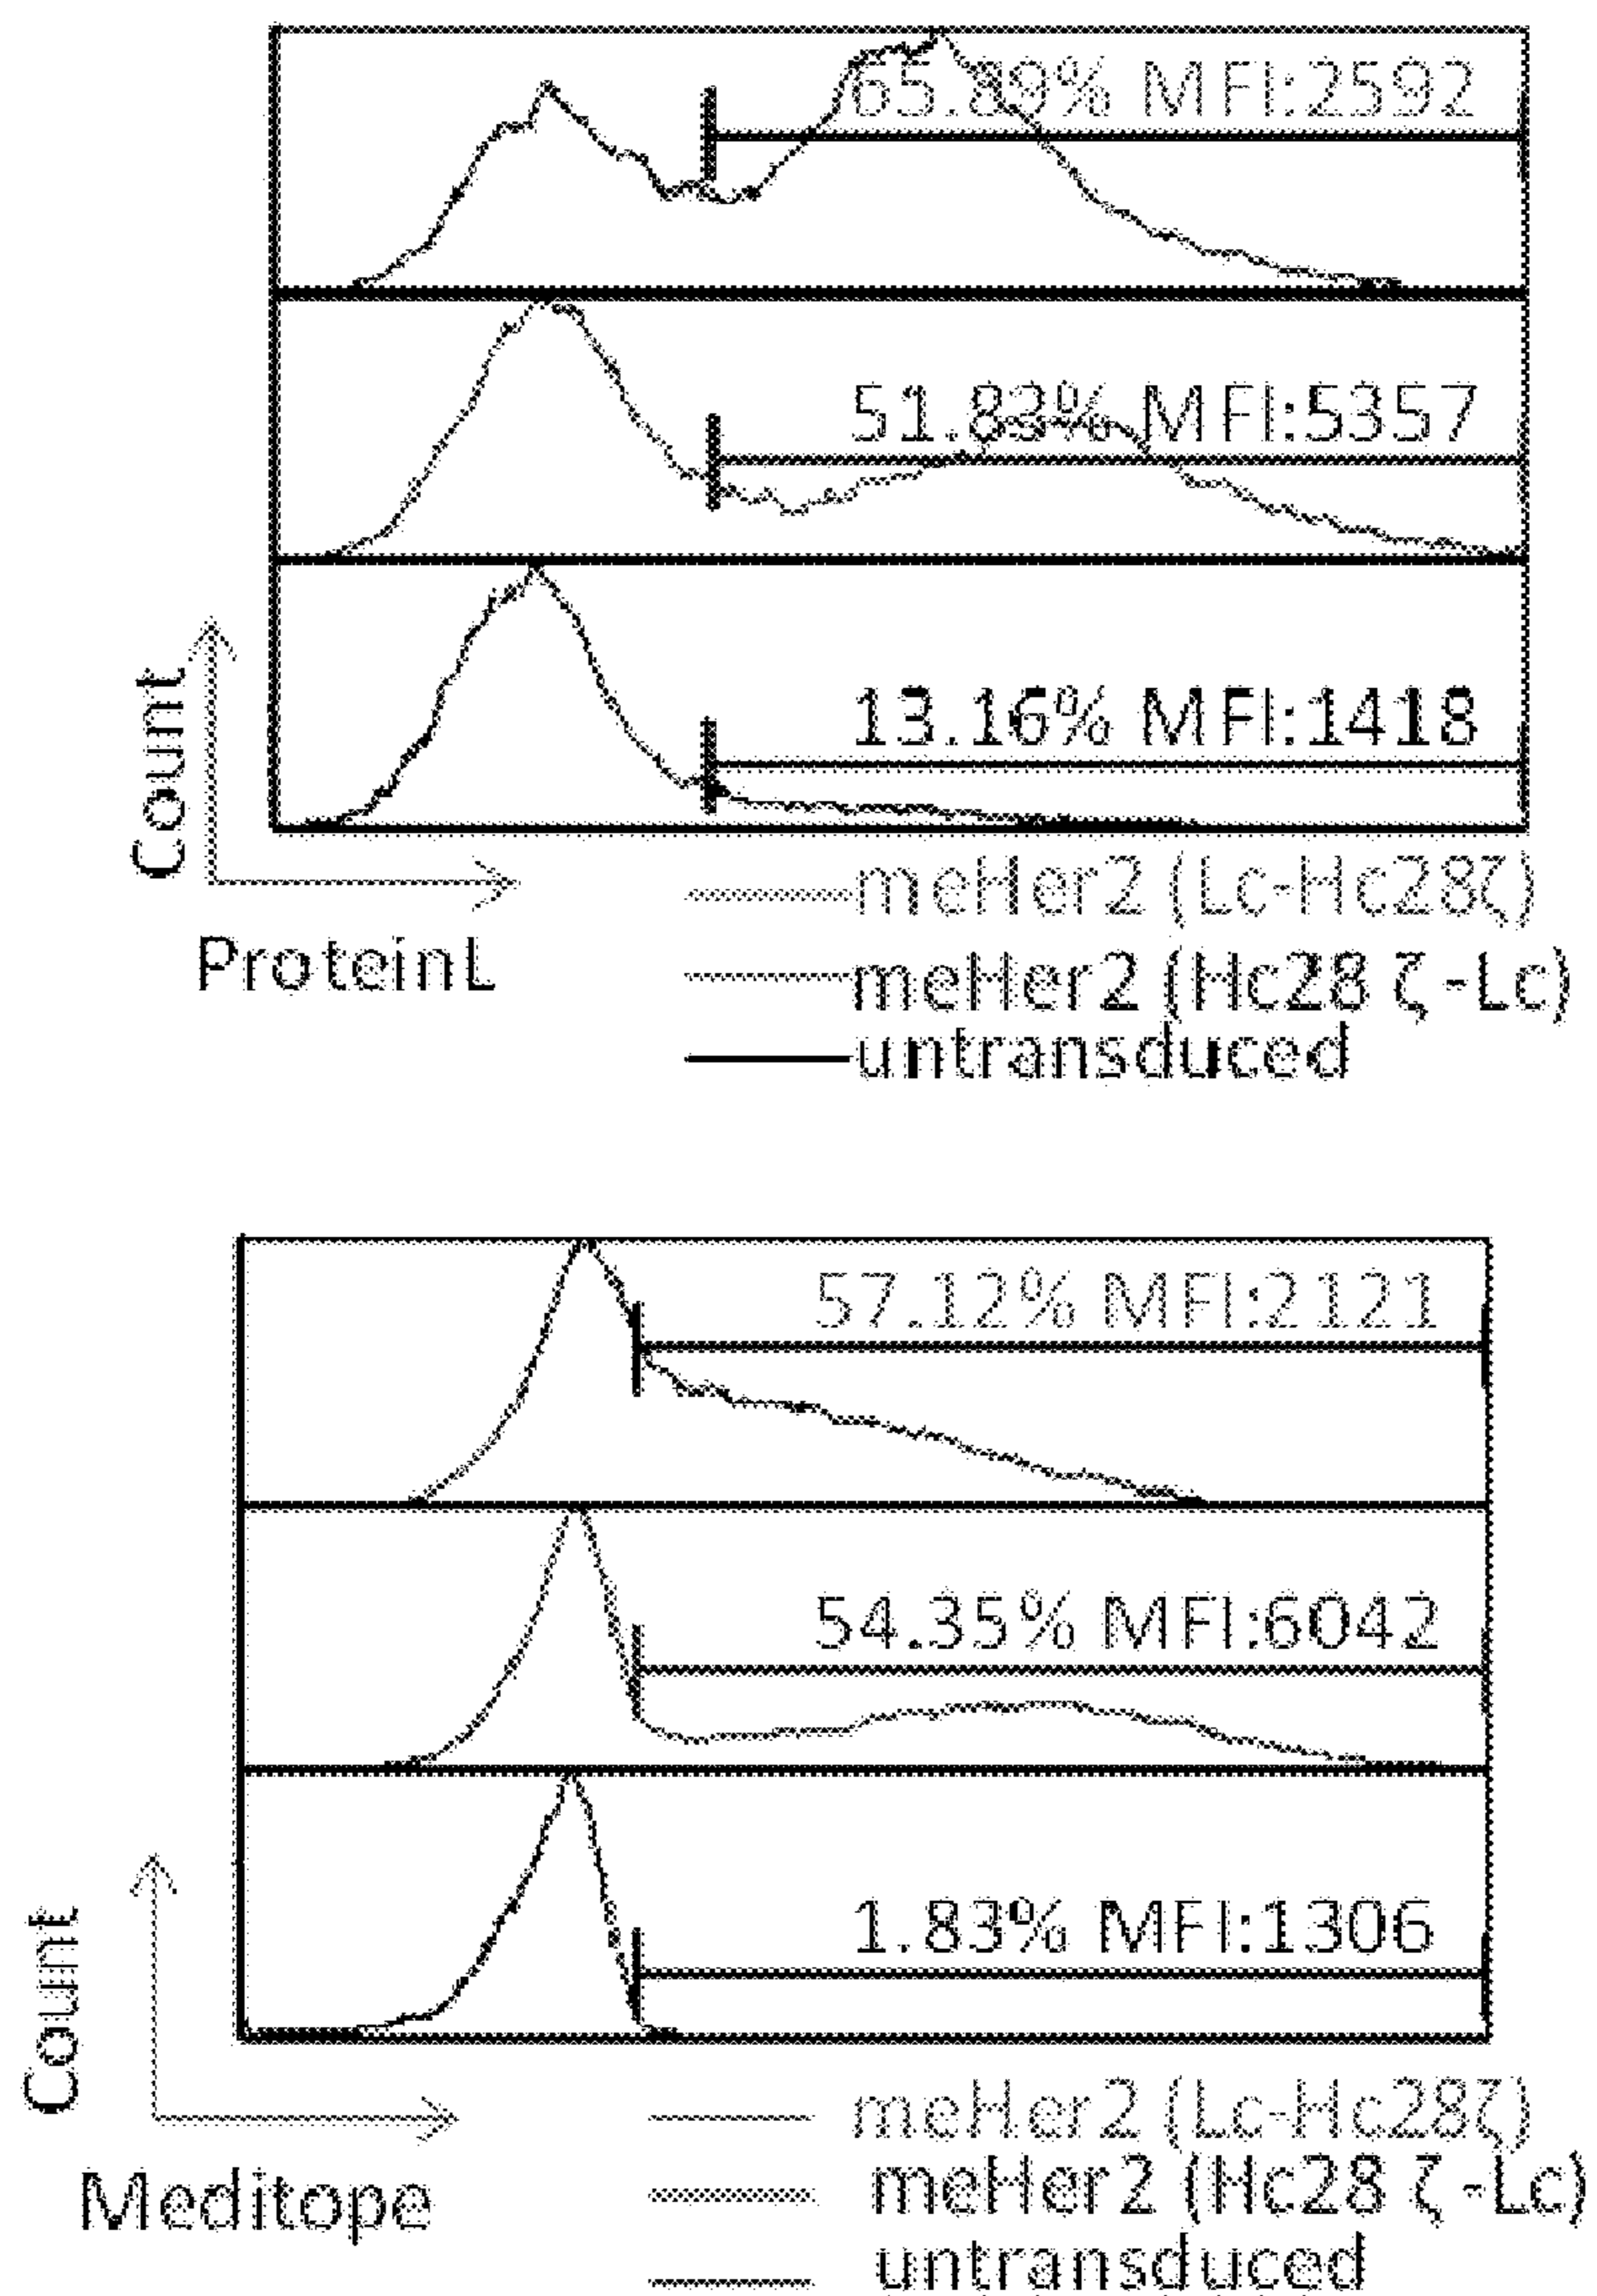 65.89% MFI:2592
51.83% MFI:5357
13.16% MFI:1418
Count
ProteinL
meHer2 (Lc-Hc28ζ)
meHer2 (Hc28 ζ -Lc)
untransduced
57.12% MFI:2121
54.35% MFI:6042
1.83% MFI:1306
Count
Meditope
meHer2 (Lc-Hc28ζ)
meHer2 (Hc28 ζ -Lc)
untransduced